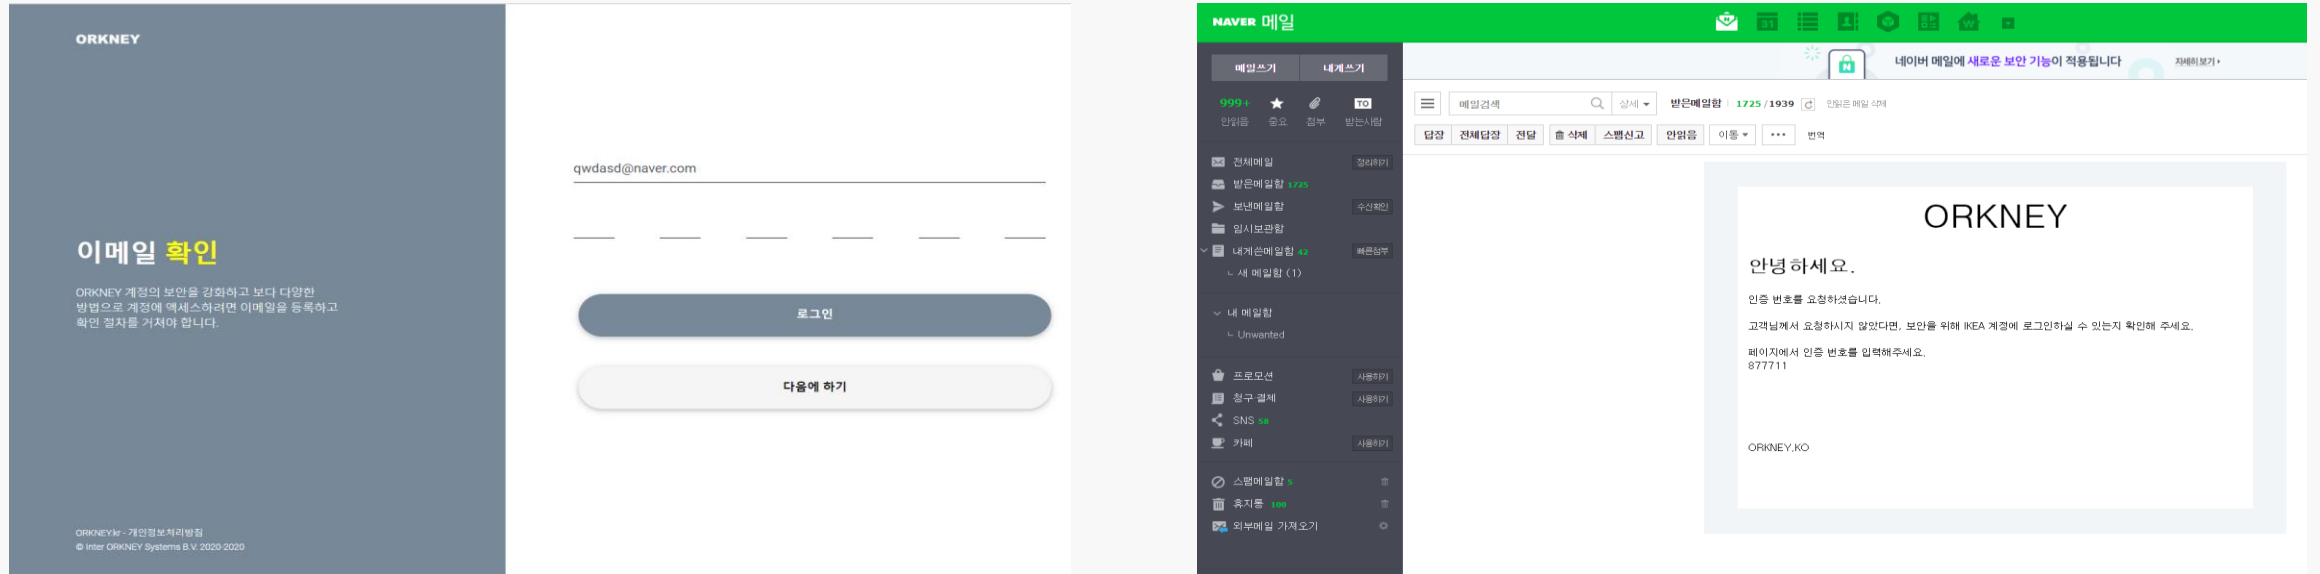 ORKNEY
이메일 확인
ORKNEY 계정의 보안을 강화하고 보다 다양한
방법으로 계정에 액세스하려면 이메일을 등록하고
확인 절차를 거쳐야 합니다.
ORKNEY.kr - 개인정보처리방침
© Inter ORKNEY Systems B.V. 2020-2020
qwdasd@naver.com
로그인
다음에 하기
NAVER 메일
31
네이버 메일에 새로운 보안 기능이 적용됩니다
자세히 보기
메일쓰기 내게쓰기
999+ TO
안읽음 중요 첨부 받는사람
전체메일 정리하기
받은메일함 1725
보낸메일함 수신확인
임시보관함
내게쓴메일함 42 빠른첨부
새 메일함 (1)
내 메일함
Unwanted
프로모션 사용하기
청구·결제 사용하기
SNS 58
카페 사용하기
스팸메일함 5
휴지통 100
외부메일 가져오기
메일검색 상세 받은메일함 1725 /1939 안읽은 메일 삭제
답장 전체답장 전달 삭제 스팸신고 안읽음 이동 ••• 번역
ORKNEY
안녕하세요.
인증 번호를 요청하셧습니다.
고객님께서 요청하시지 않았다면, 보안을 위해 IKEA 계정에 로그인하실 수 있는지 확인해 주세요.
페이지에서 인증 번호를 입력해주세요.
877711
ORKNEY.KO